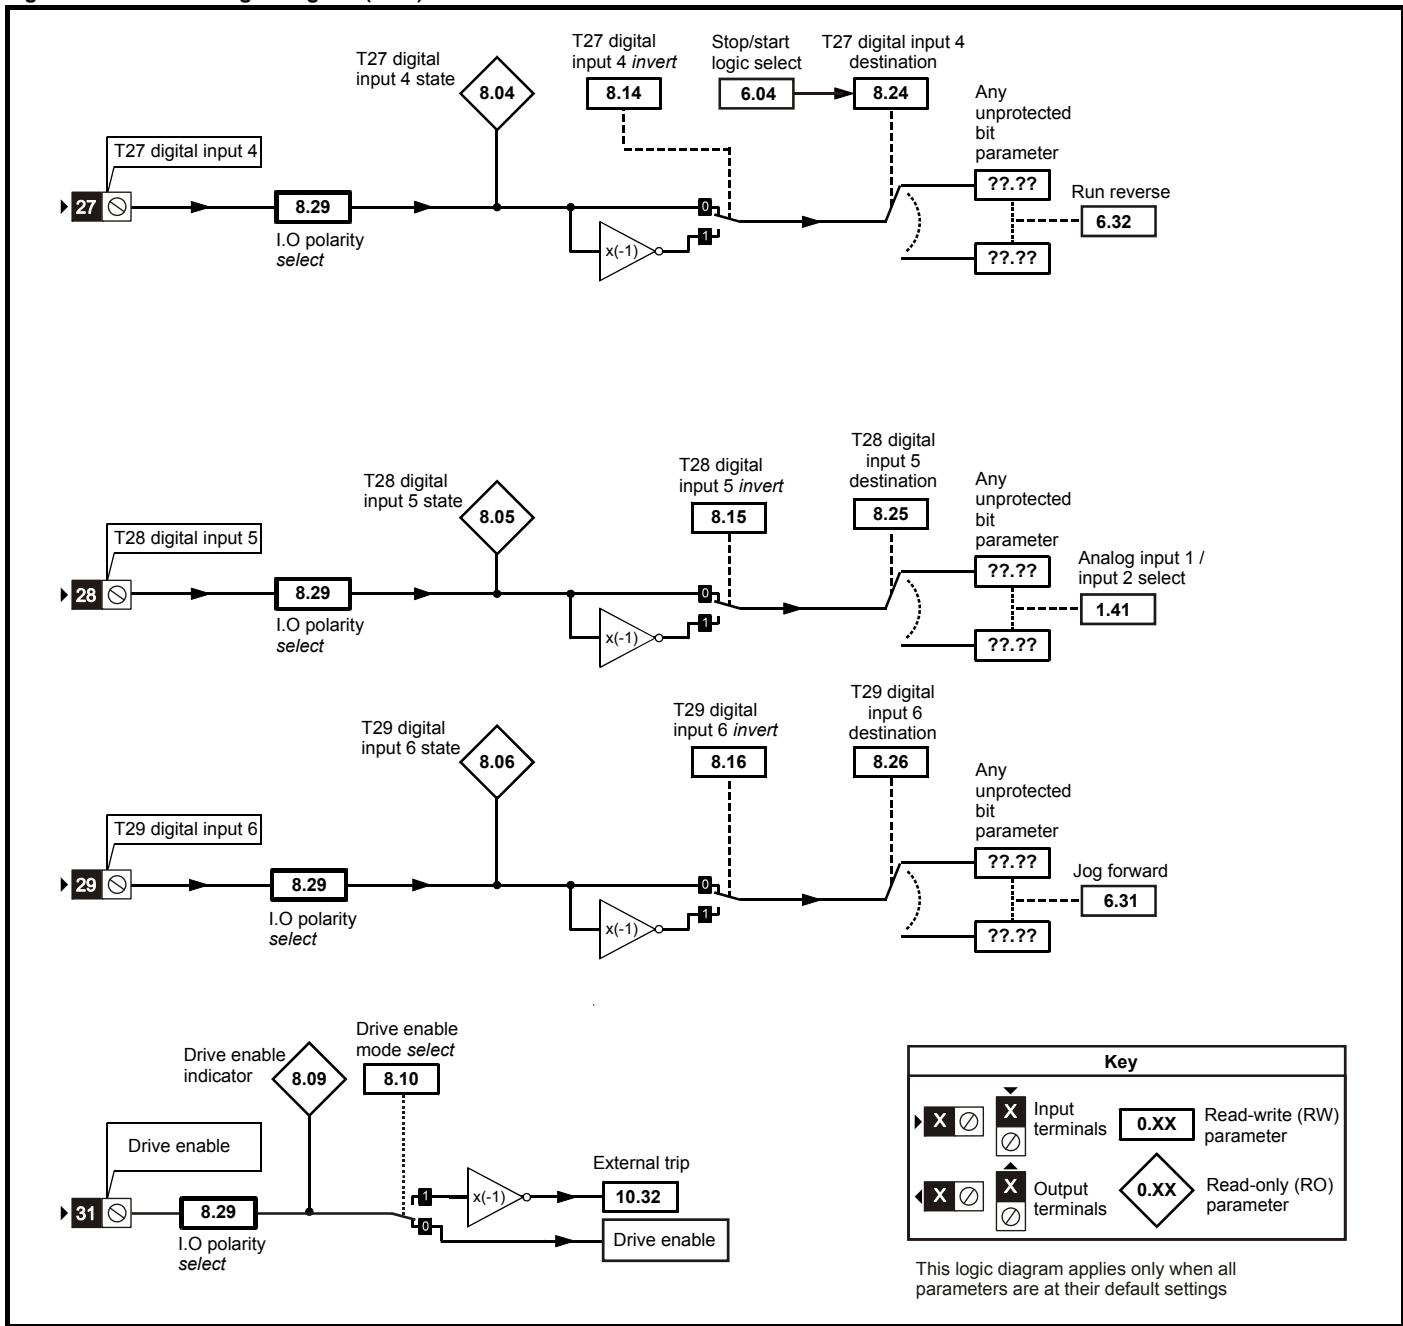 T27 digital
input 4 state
8.04
T27 digital
input 4 invert
8.14
Stop/start
logic select
6.04
T27 digital input 4
destination
8.24
Any
unprotected
bit
parameter
??.??
??.??
Run reverse
6.32
T27 digital input 4
27
8.29
I.O polarity
select
0
1
x(-1)
T28 digital
input 5 state
8.05
T28 digital
input 5 invert
8.15
T28 digital
input 5
destination
8.25
Any
unprotected
bit
parameter
??.??
??.??
Analog input 1 /
input 2 select
1.41
T28 digital input 5
28
8.29
I.O polarity
select
0
1
x(-1)
T29 digital
input 6 state
8.06
T29 digital
input 6 invert
8.16
T29 digital
input 6
destination
8.26
Any
unprotected
bit
parameter
??.??
??.??
Jog forward
6.31
T29 digital input 6
29
8.29
I.O polarity
select
0
1
x(-1)
Drive enable
indicator
8.09
Drive enable
mode select
8.10
Drive enable
31
8.29
I.O polarity
select
1
0
x(-1)
External trip
10.32
Drive enable
Key
X
X
Input
terminals
0.XX
Read-write (RW)
parameter
X
X
Output
terminals
0.XX
Read-only (RO)
parameter
This logic diagram applies only when all
parameters are at their default settings